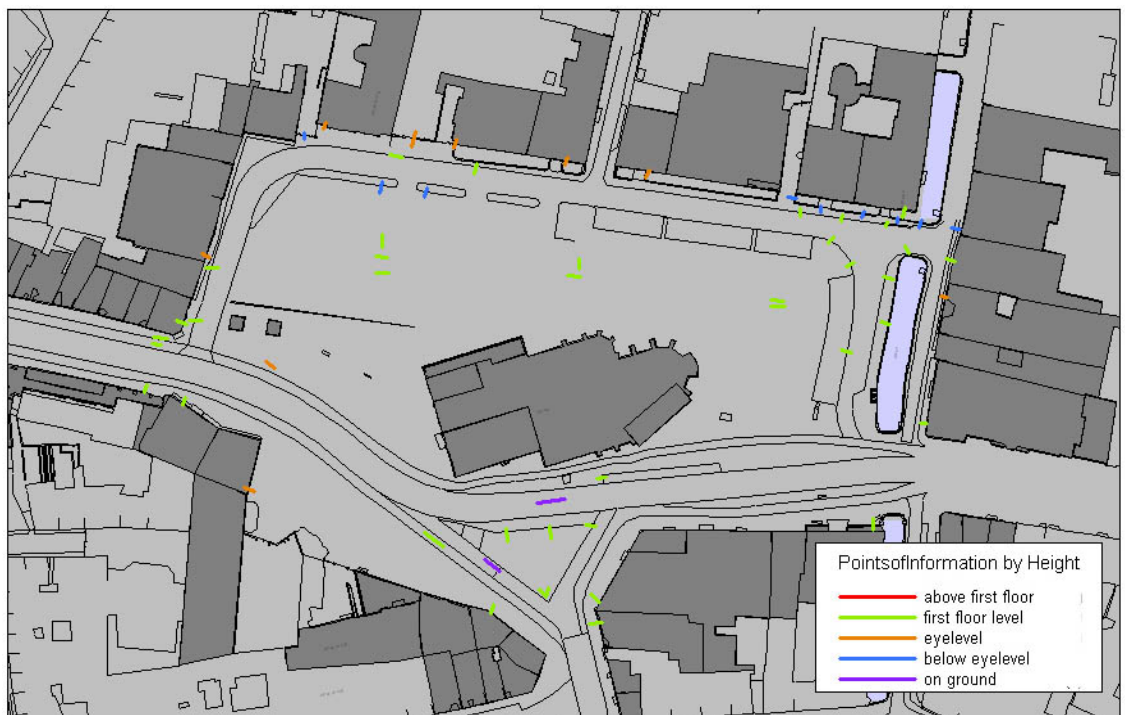 PointsofInformation by Height
above first floor
first floor level
eyelevel
below eyelevel
on ground